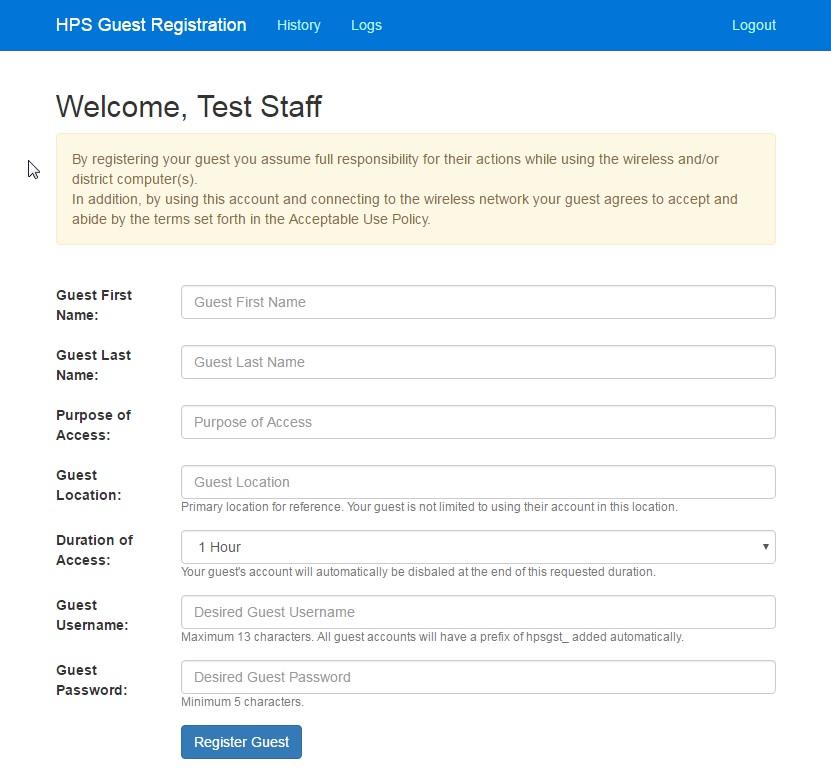 HPS Guest Registration History Logs Logout
Welcome, Test Staff
By registering your guest you assume full responsibility for their actions while using the wireless and/or
district computer(s).
In addition, by using this account and connecting to the wireless network your guest agrees to accept and
abide by the terms set forth in the Acceptable Use Policy.
Guest First
Name:
Guest First Name
Guest Last
Name:
Guest Last Name
Purpose of
Access:
Purpose of Access
Guest
Location:
Guest Location
Primary location for reference. Your guest is not limited to using their account in this location.
Duration of
Access:
1 Hour
Your guest's account will automatically be disbaled at the end of this requested duration.
Guest
Username:
Desired Guest Username
Maximum 13 characters. All guest accounts will have a prefix of hpsgst_ added automatically.
Guest
Password:
Desired Guest Password
Minimum 5 characters.
Register Guest